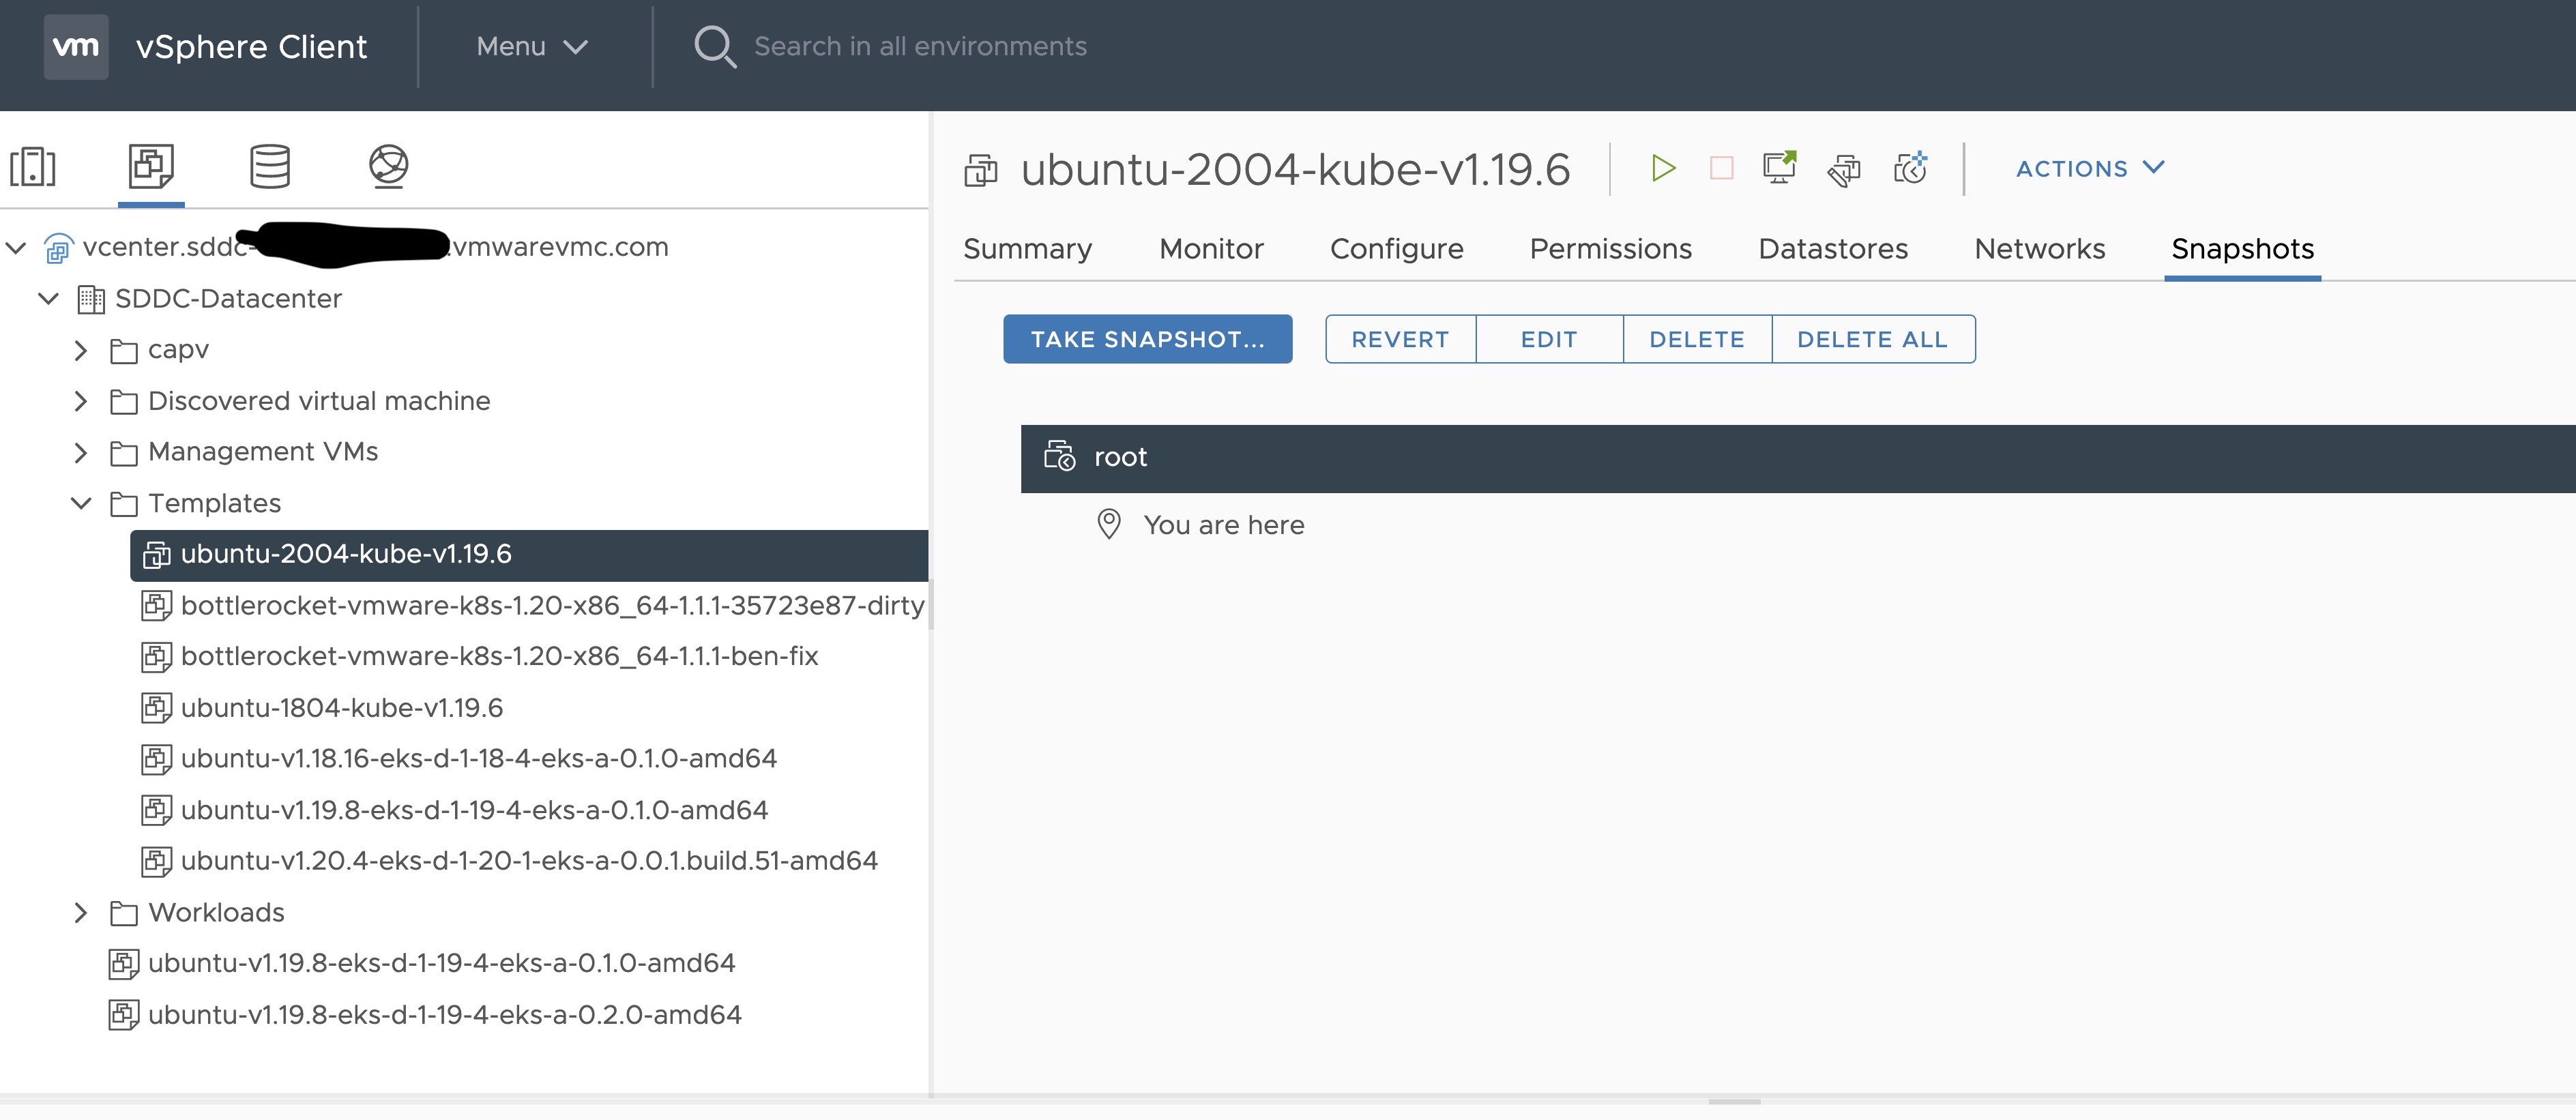 vm vSphere Client Menu Search in all environments
ubuntu-2004-kube-v1.19.6 ACTIONS
Summary Monitor Configure Permissions Datastores Networks Snapshots
TAKE SNAPSHOT... REVERT EDIT DELETE DELETE ALL
root
You are here
vcenter.sddc- .vmwarevmc.com
SDDC-Datacenter
capv
Discovered virtual machine
Management VMs
Templates
ubuntu-2004-kube-v1.19.6
bottlerocket-vmware-k8s-1.20-x86_64-1.1.1-35723e87-dirty
bottlerocket-vmware-k8s-1.20-x86_64-1.1.1-ben-fix
ubuntu-1804-kube-v1.19.6
ubuntu-v1.18.16-eks-d-1-18-4-eks-a-0.1.0-amd64
ubuntu-v1.19.8-eks-d-1-19-4-eks-a-0.1.0-amd64
ubuntu-v1.20.4-eks-d-1-20-1-eks-a-0.0.1.build.51-amd64
Workloads
ubuntu-v1.19.8-eks-d-1-19-4-eks-a-0.1.0-amd64
ubuntu-v1.19.8-eks-d-1-19-4-eks-a-0.2.0-amd64